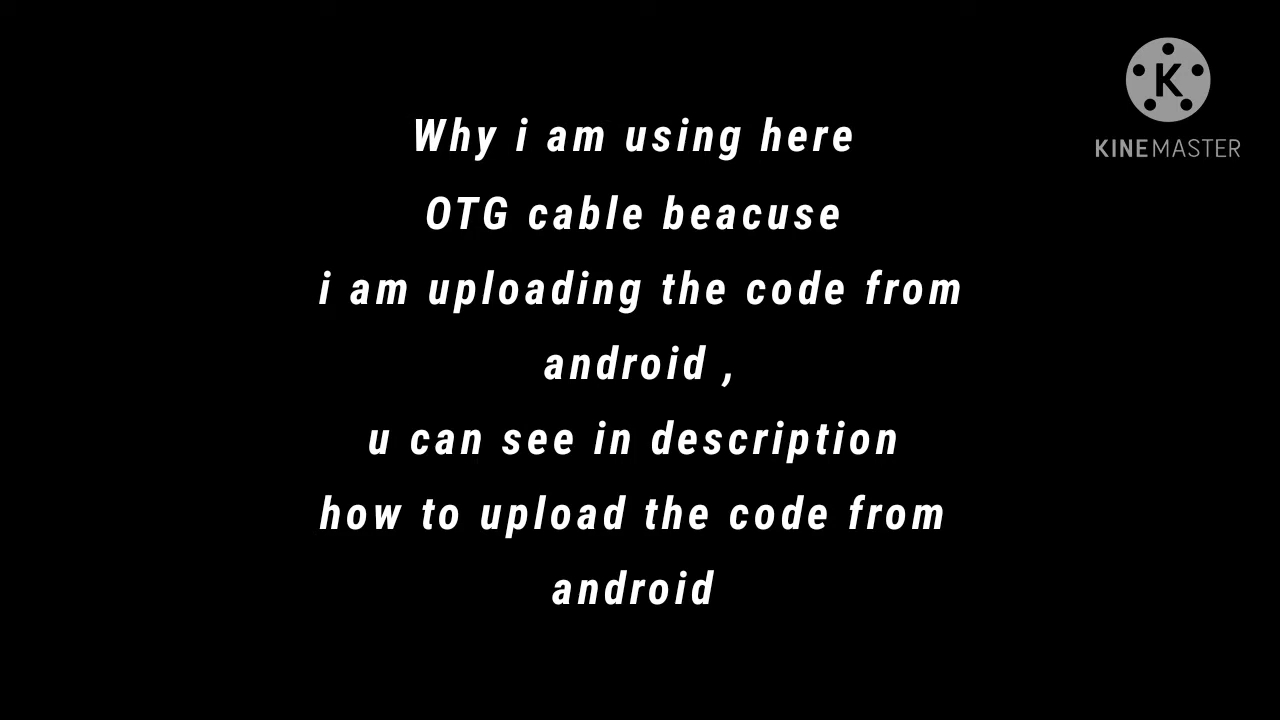 K
KINEMASTER
Why i am using here
OTG cable beacuse
i am uploading the code from
android ,
u can see in description
how to upload the code from
android